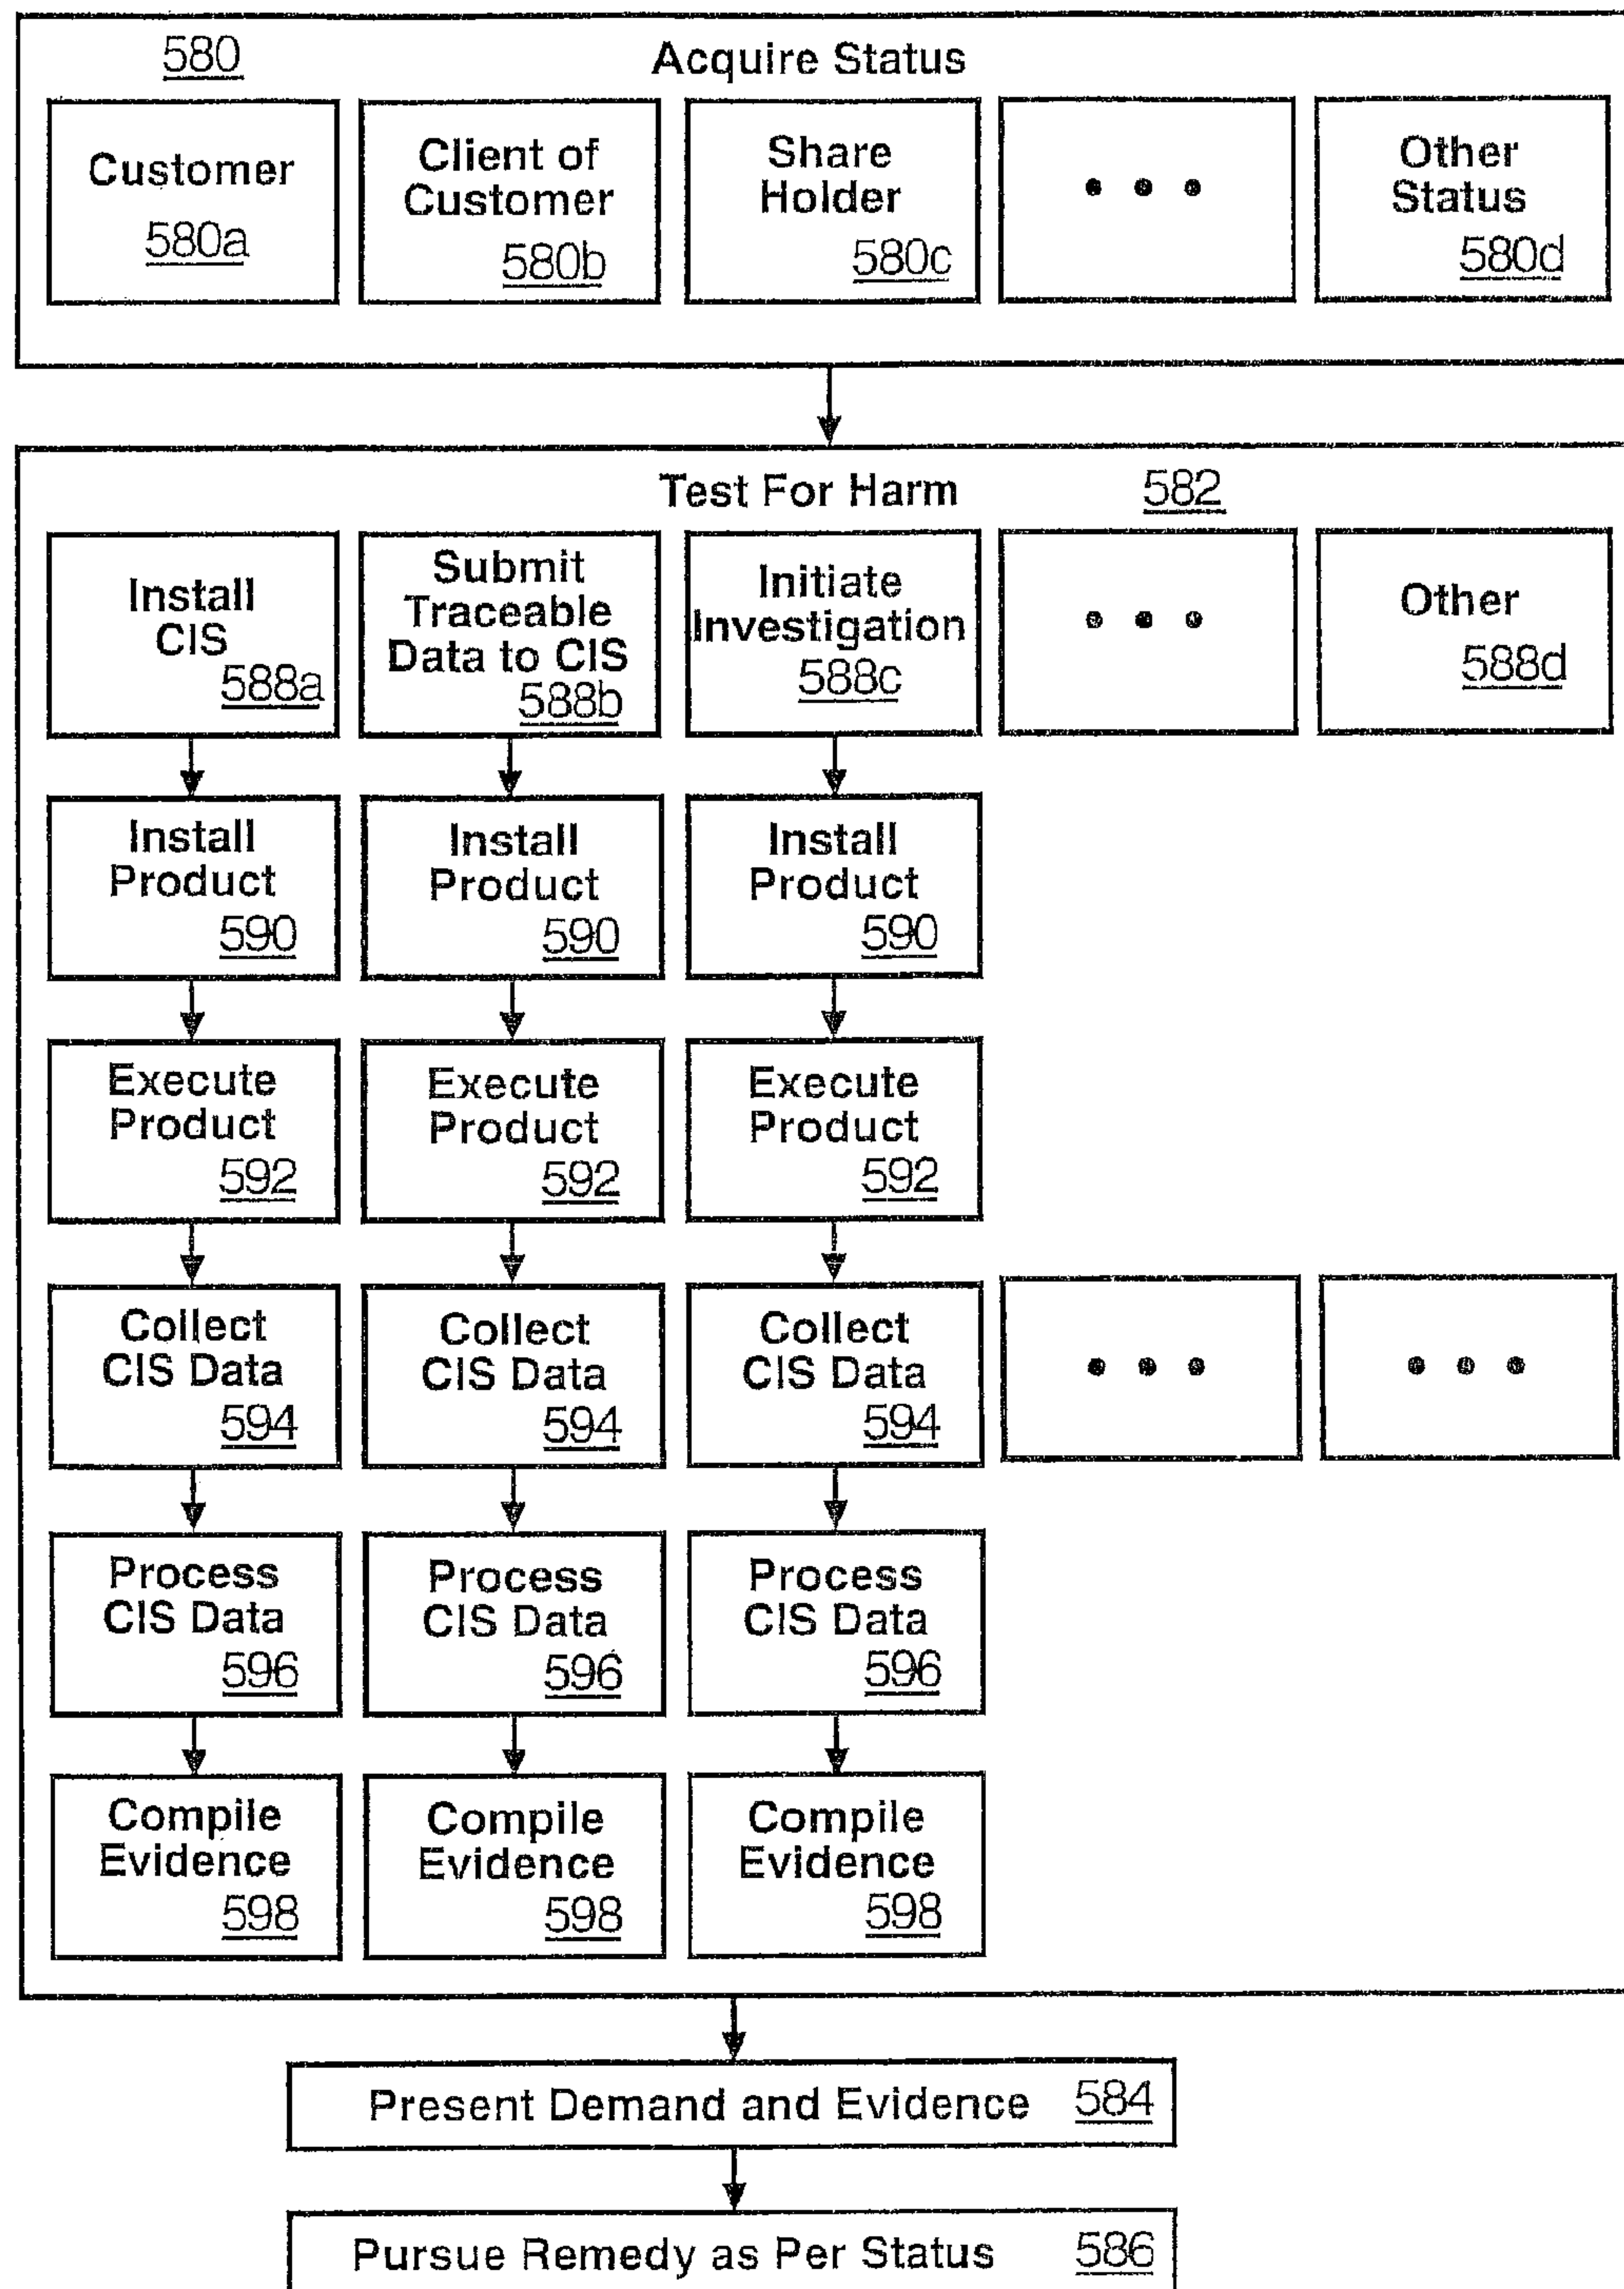 580
Acquire Status
Customer
580a
Client of
Customer
580b
Share
Holder
580c
• • •
Other
Status
580d
Test For Harm
582
Install
CIS
588a
Submit
Traceable
Data to CIS
588b
Initiate
Investigation
588c
• • •
Other
588d
Install
Product
590
Install
Product
590
Install
Product
590
Execute
Product
592
Execute
Product
592
Execute
Product
592
Collect
CIS Data
594
Collect
CIS Data
594
Collect
CIS Data
594
• • •
• • •
Process
CIS Data
596
Process
CIS Data
596
Process
CIS Data
596
Compile
Evidence
598
Compile
Evidence
598
Compile
Evidence
598
Present Demand and Evidence 584
Pursue Remedy as Per Status 586